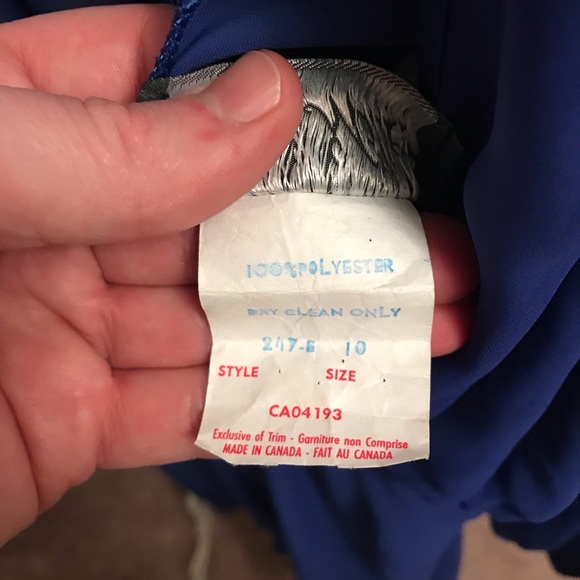 100% POLYESTER
DRY CLEAN ONLY
247-E 10
STYLE SIZE
CA04193
Exclusive of Trim - Garniture non Comprise
MADE IN CANADA - FAIT AU CANADA